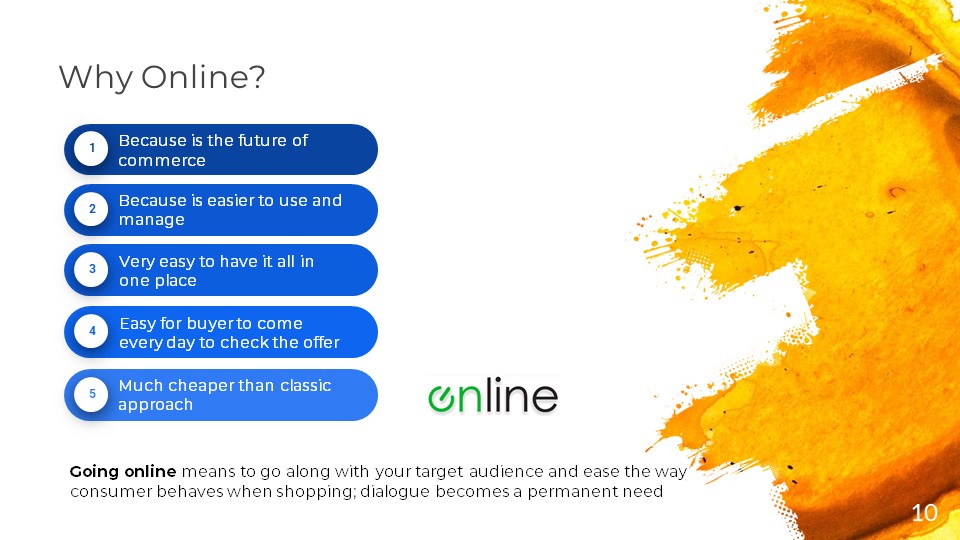 Why Online?
1
Because is the future of
commerce
2
Because is easier to use and
manage
3
Very easy to have it all in
one place
4
Easy for buyer to come
every day to check the offer
5
Much cheaper than classic
approach
online
Going online means to go along with your target audience and ease the way
consumer behaves when shopping; dialogue becomes a permanent need
10